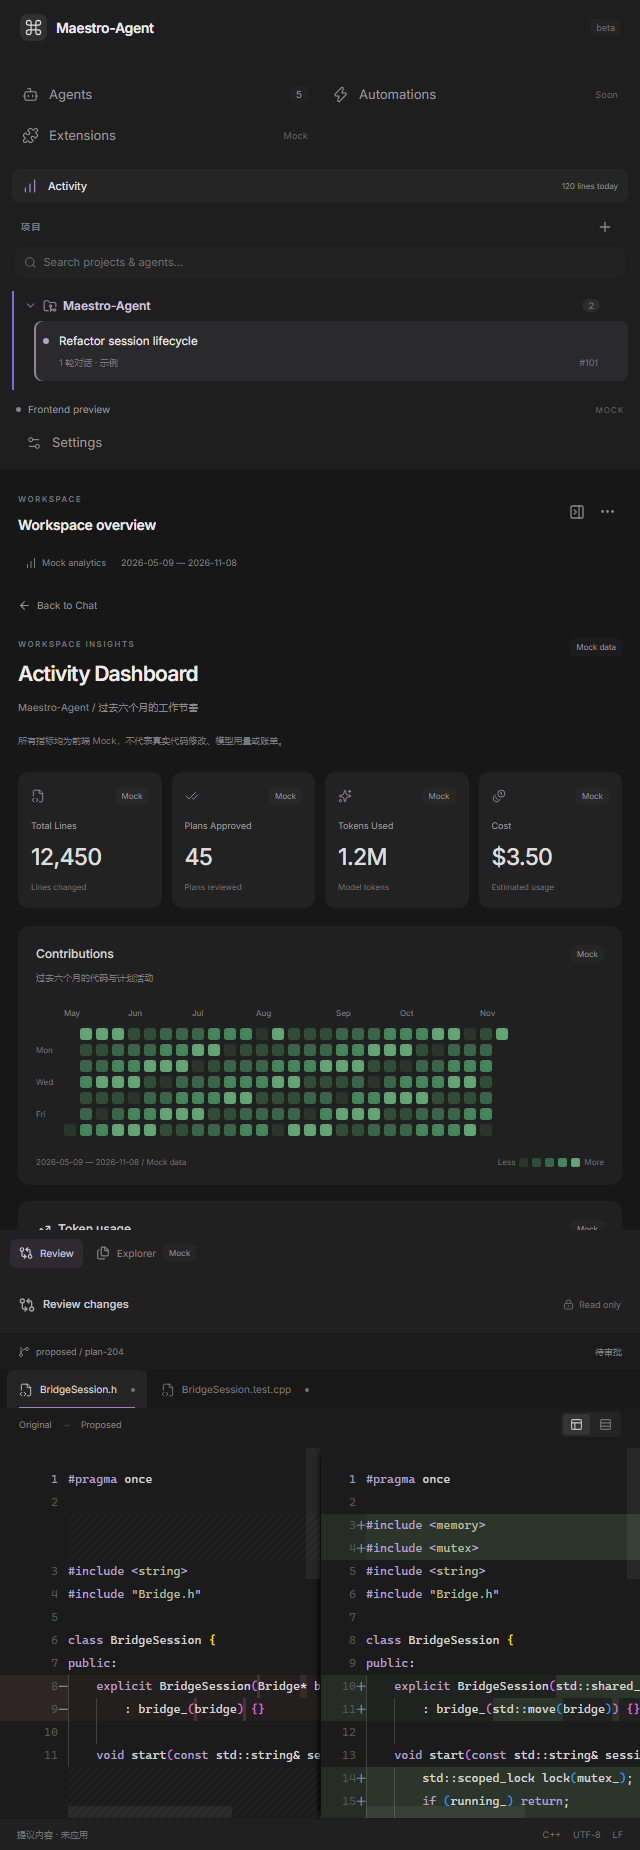 Maestro-Agent
beta
Agents
5
Automations
Soon
Extensions
Mock
Activity
120 lines today
项目
Search projects & agents...
Maestro-Agent
2
Refactor session lifecycle
1 轮对话 · 示例
#101
Frontend preview
MOCK
Settings
WORKSPACE
Workspace overview
Mock analytics
2026-05-09 — 2026-11-08
Back to Chat
WORKSPACE INSIGHTS
Mock data
Activity Dashboard
Maestro-Agent / 过去六个月的工作节奏
所有指标均为前端 Mock，不代表真实代码修改、模型用量或账单。
Mock
Total Lines
12,450
Lines changed
Mock
Plans Approved
45
Plans reviewed
Mock
Tokens Used
1.2M
Model tokens
Mock
Cost
$3.50
Estimated usage
Contributions
Mock
过去六个月的代码与计划活动
May Jun Jul Aug Sep Oct Nov
Mon
Wed
Fri
2026-05-09 — 2026-11-08 / Mock data
Less
More
Token usage
Mock
Review
Explorer
Mock
Review changes
Read only
proposed / plan-204
待审批
BridgeSession.h
BridgeSession.test.cpp
Original → Proposed
1 #pragma once
2
3 #include <string>
4 #include "Bridge.h"
5
6 class BridgeSession {
7 public:
8— explicit BridgeSession(Bridge* b
9— : bridge_(bridge) {}
10
11 void start(const std::string& se
1 #pragma once
2
3+#include <memory>
4+#include <mutex>
5 #include <string>
6 #include "Bridge.h"
7
8 class BridgeSession {
9 public:
10+ explicit BridgeSession(std::shared_
11+ : bridge_(std::move(bridge)) {}
12
13 void start(const std::string& sessi
14+ std::scoped_lock lock(mutex_);
15+ if (running_) return;
提议内容 · 未应用
C++
UTF-8
LF